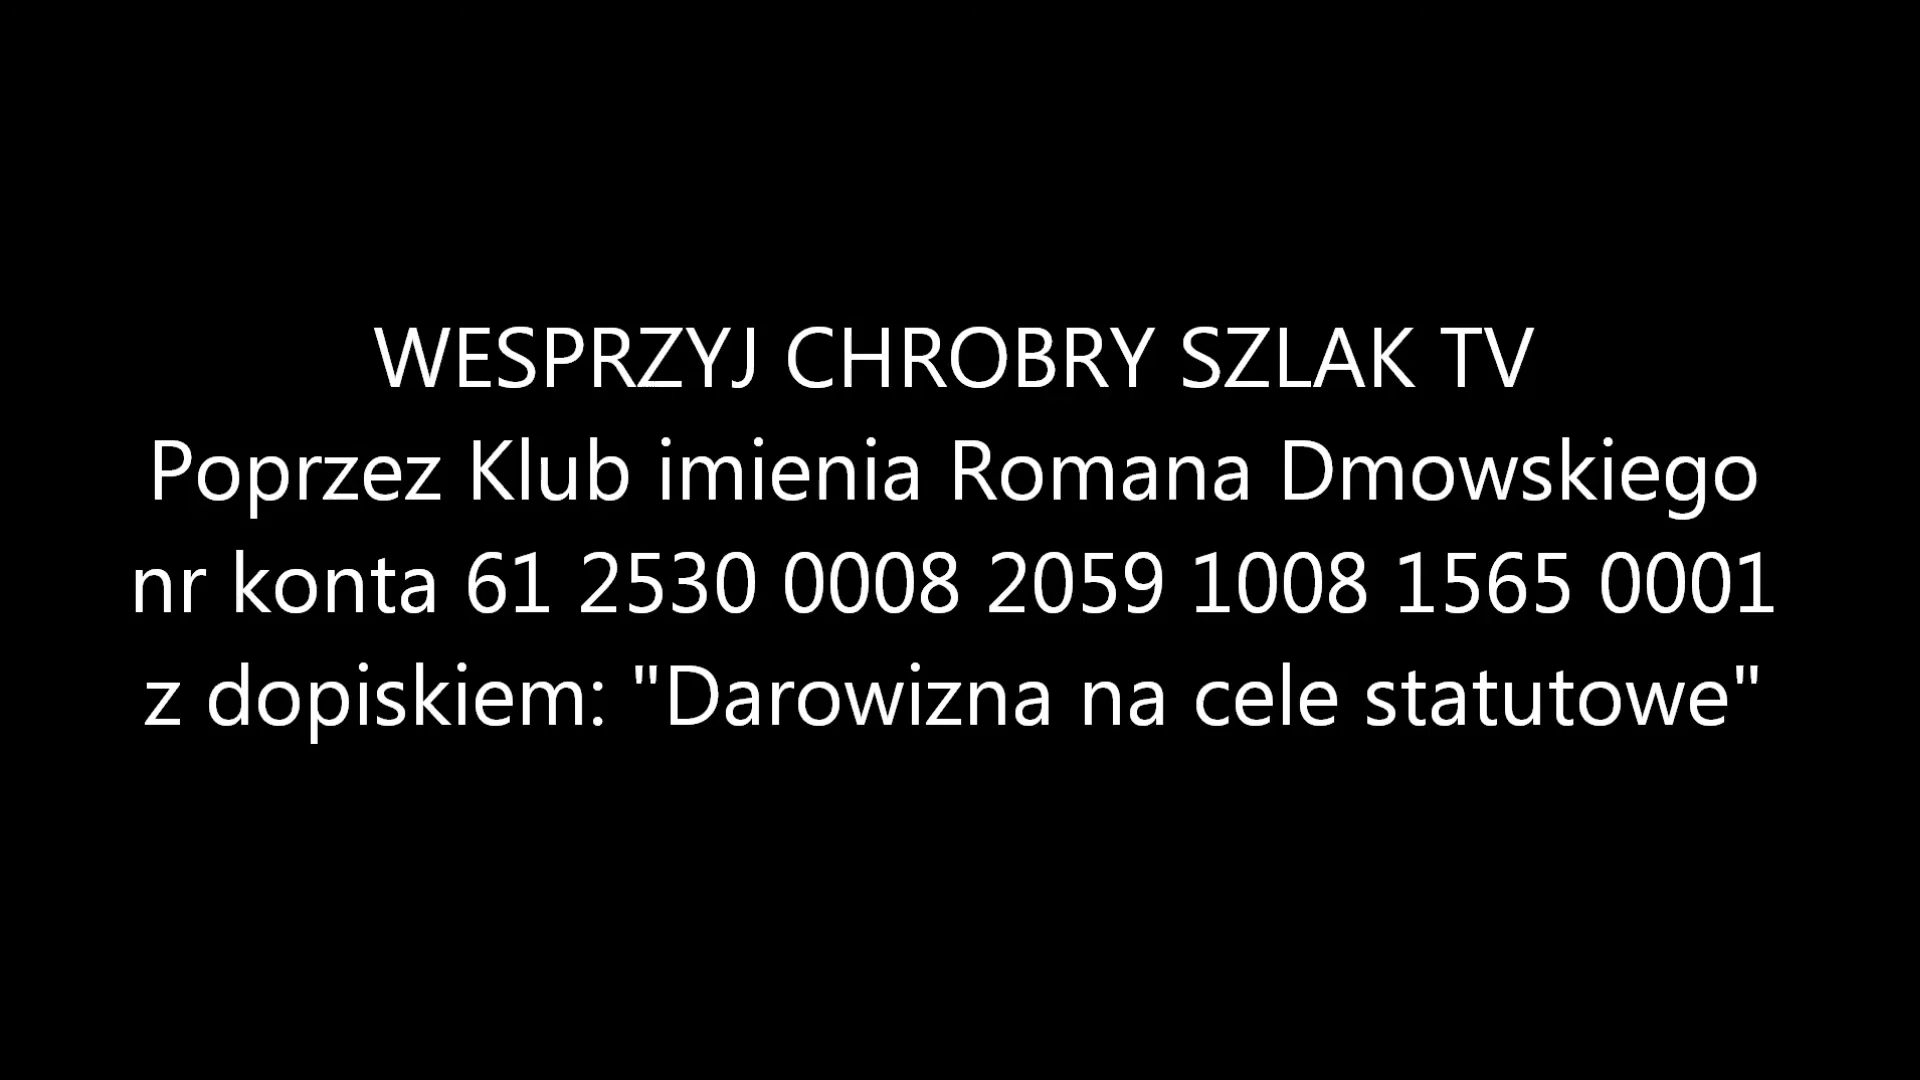 WESPRZYJ CHROBRY SZLAK TV
Poprzez Klub imienia Romana Dmowskiego
nr konta 61 2530 0008 2059 1008 1565 0001
z dopiskiem: "Darowizna na cele statutowe"